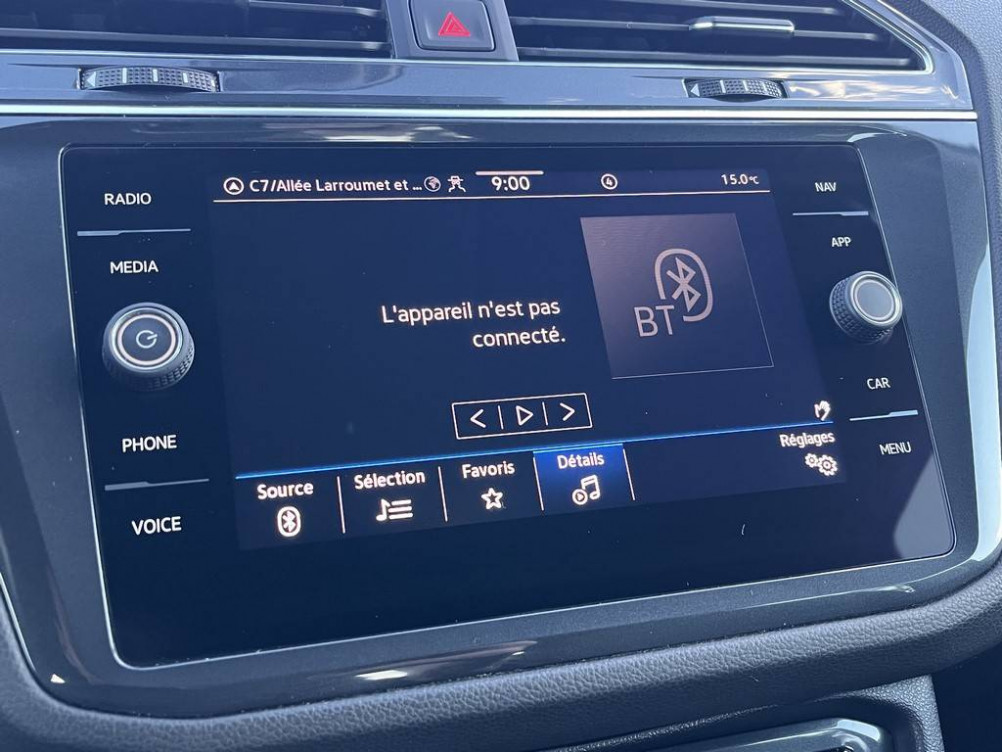 RADIO
MEDIA
PHONE
VOICE
C7/Allée Larroumet et ...
9:00
4
15.0°C
L'appareil n'est pas
connecté.
BT
Source
Sélection
Favoris
Détails
Réglages
NAV
APP
CAR
MENU